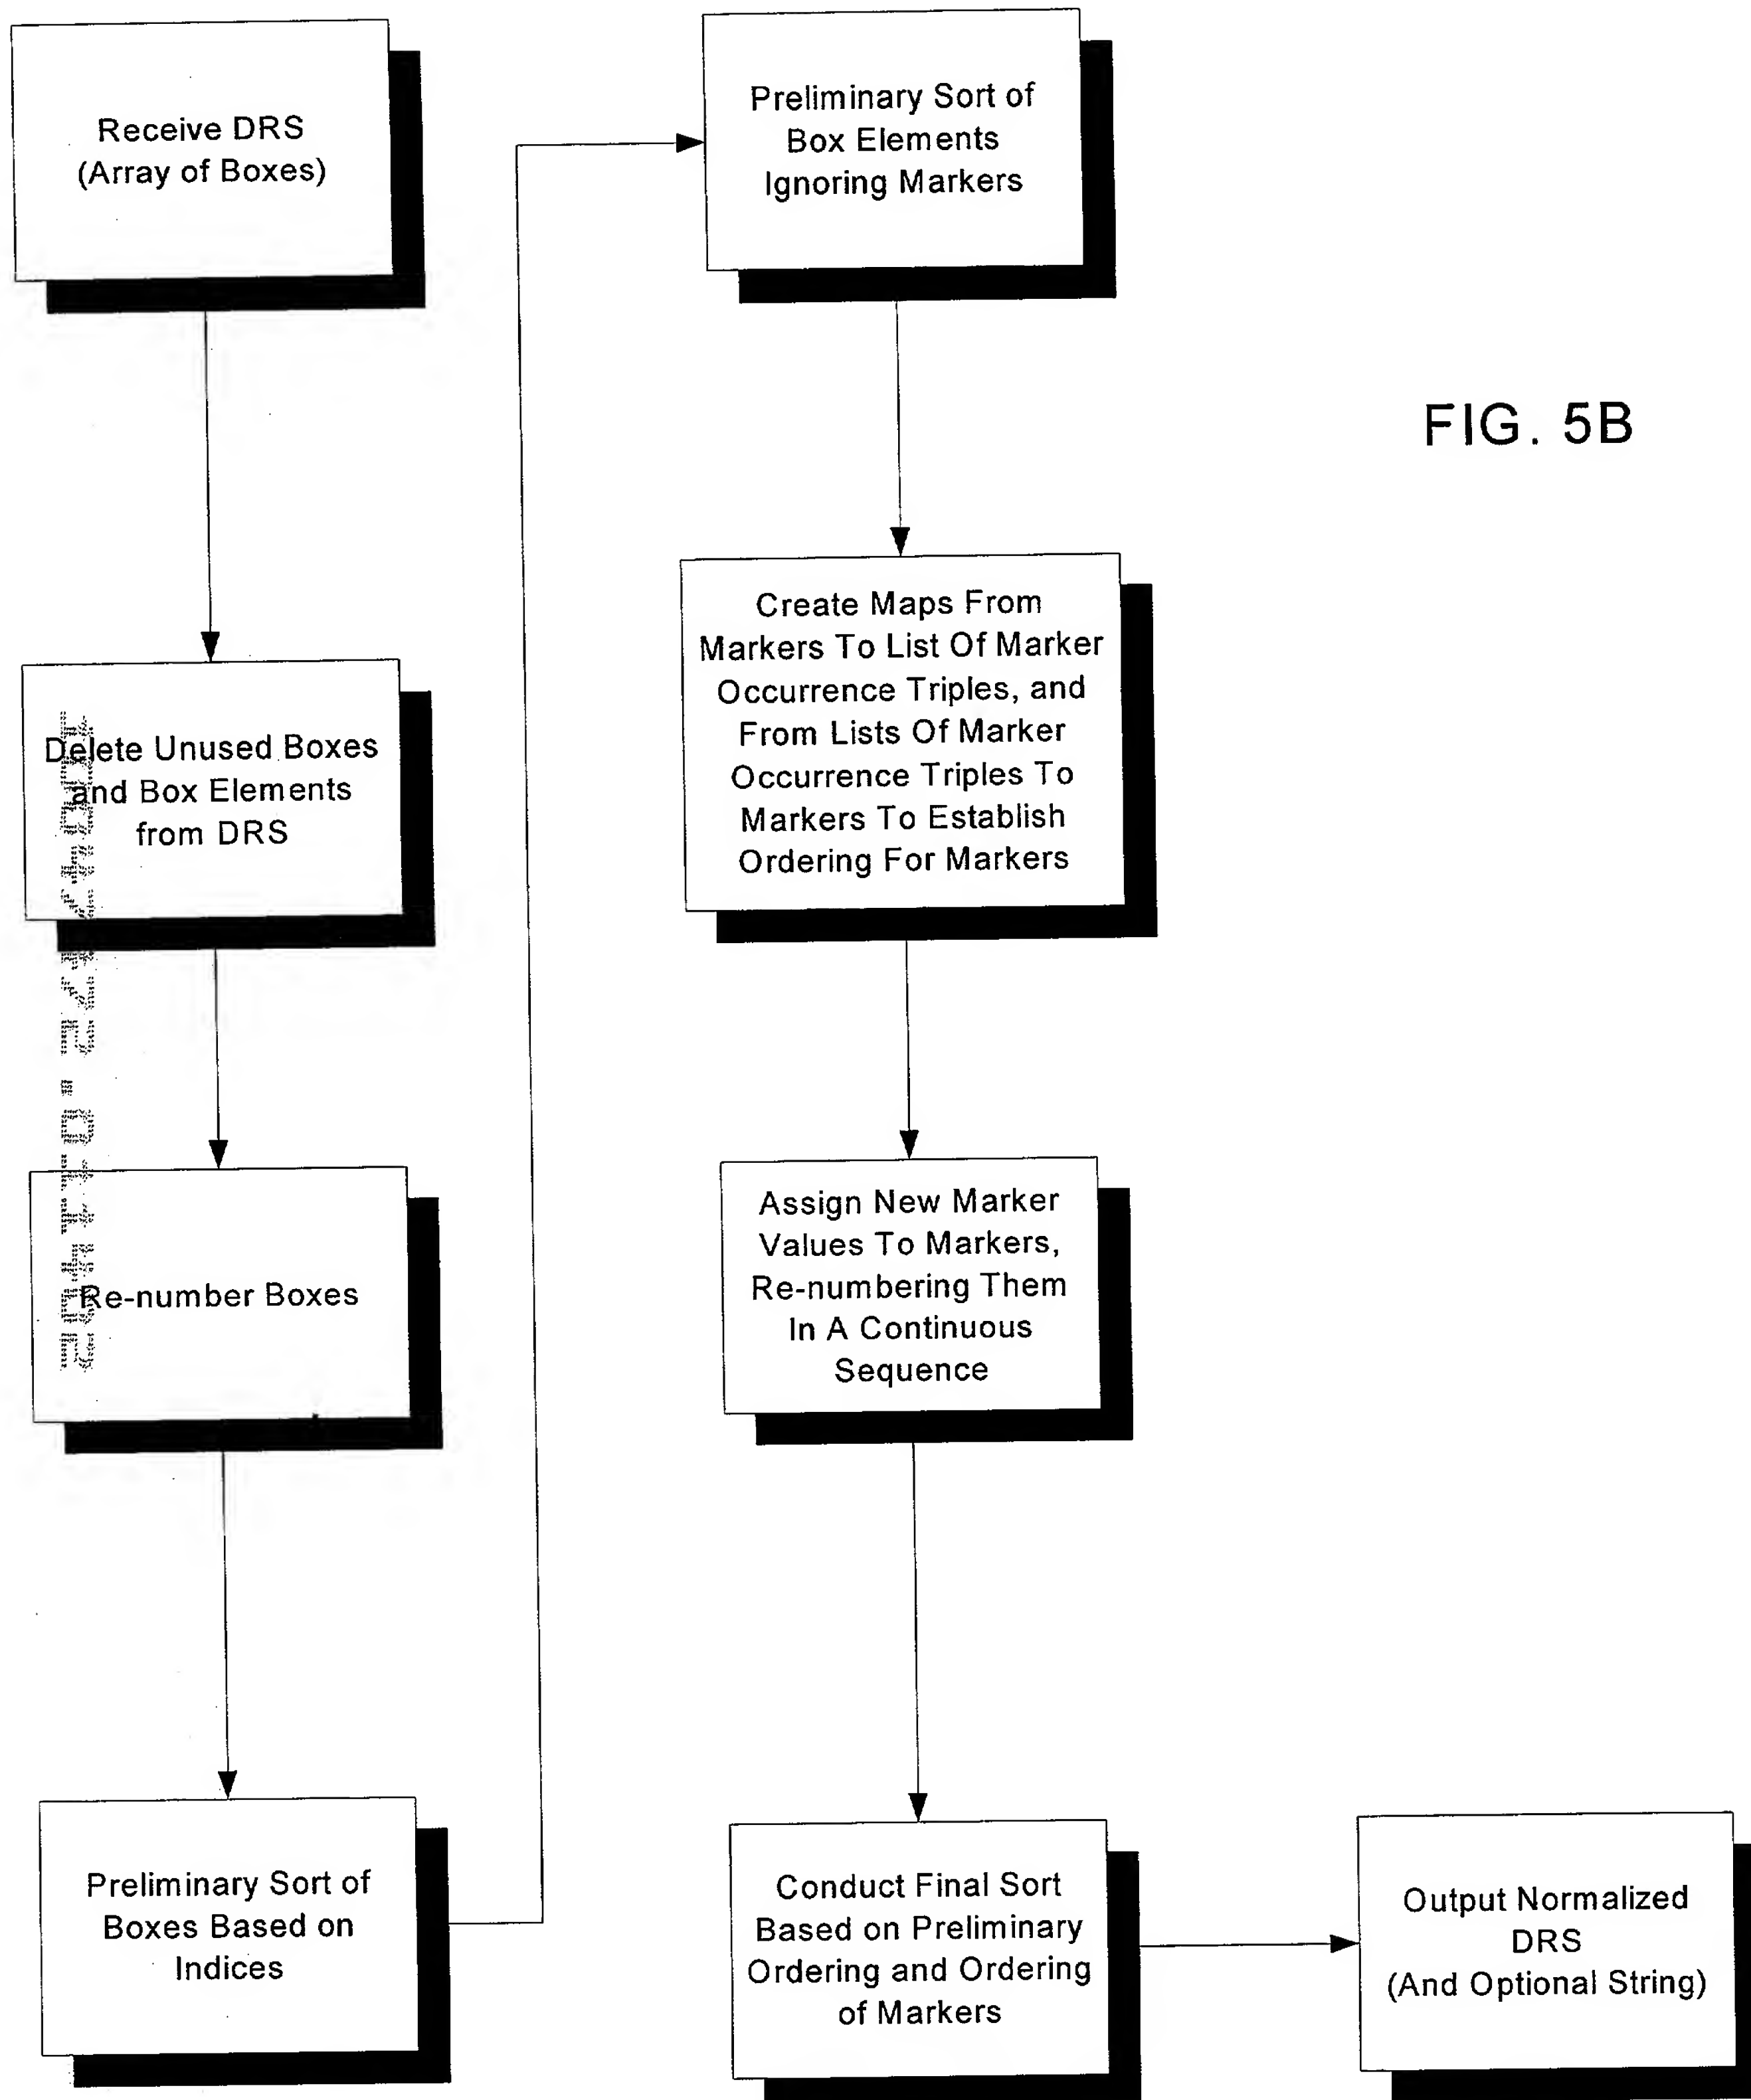 Receive DRS
(Array of Boxes)
Delete Unused Boxes
and Box Elements
from DRS
Re-number Boxes
Preliminary Sort of
Boxes Based on
Indices
Preliminary Sort of
Box Elements
Ignoring Markers
Create Maps From
Markers To List Of Marker
Occurrence Triples, and
From Lists Of Marker
Occurrence Triples To
Markers To Establish
Ordering For Markers
Assign New Marker
Values To Markers,
Re-numbering Them
In A Continuous
Sequence
Conduct Final Sort
Based on Preliminary
Ordering and Ordering
of Markers
Output Normalized
DRS
(And Optional String)
FIG. 5B